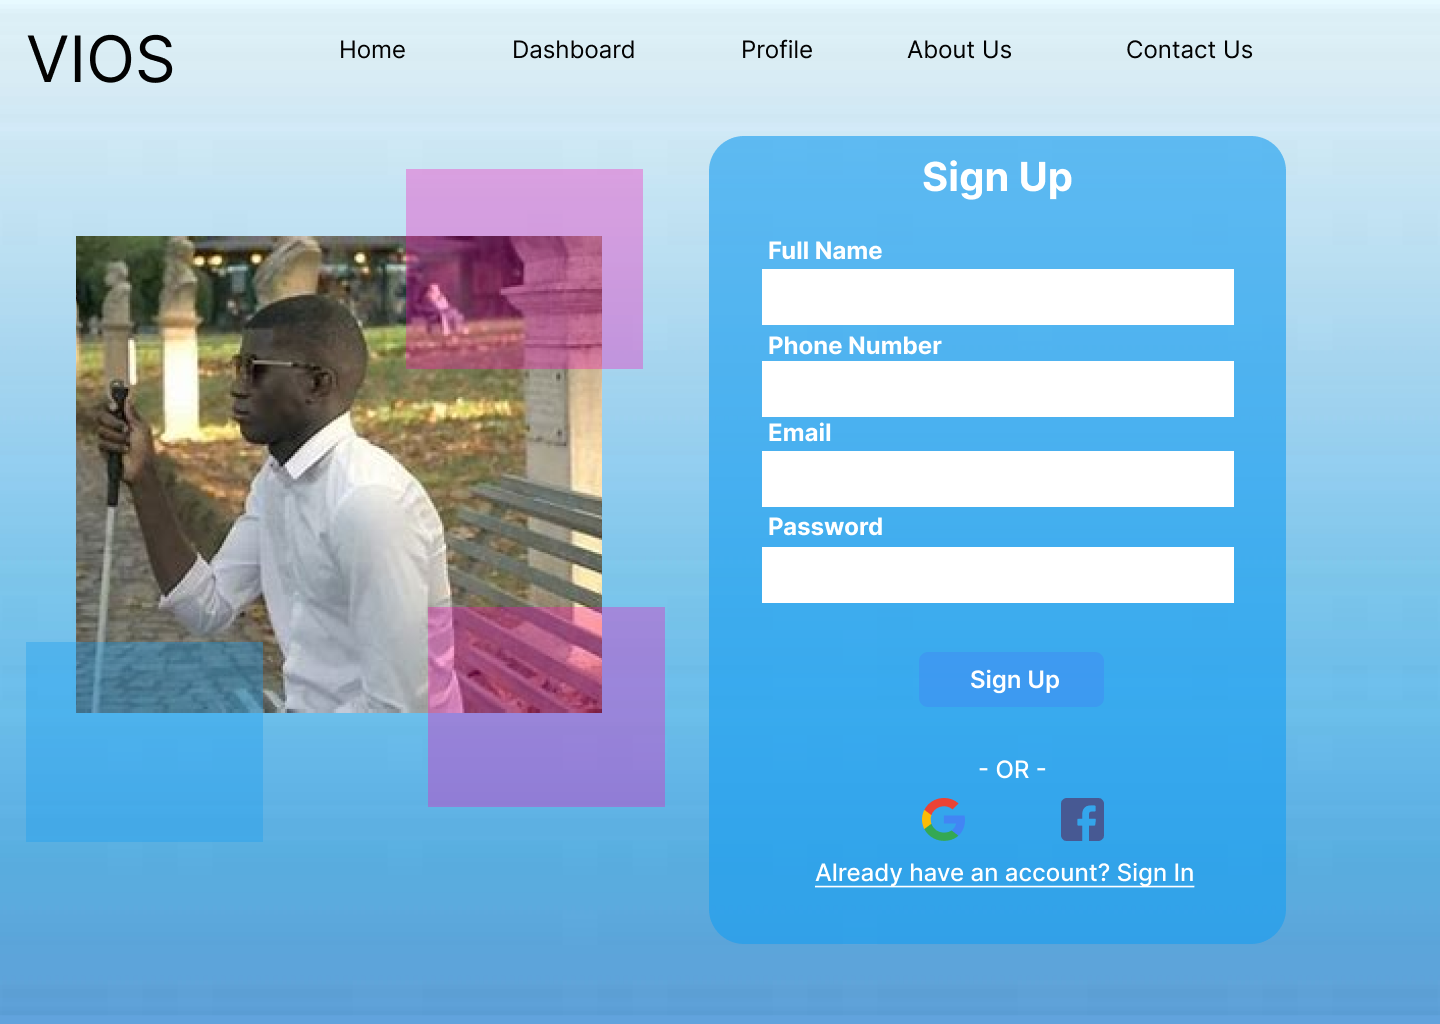 VIOS
Home Dashboard Profile About Us Contact Us
Sign Up
Full Name
Phone Number
Email
Password
Sign Up
- OR -
Already have an account? Sign In